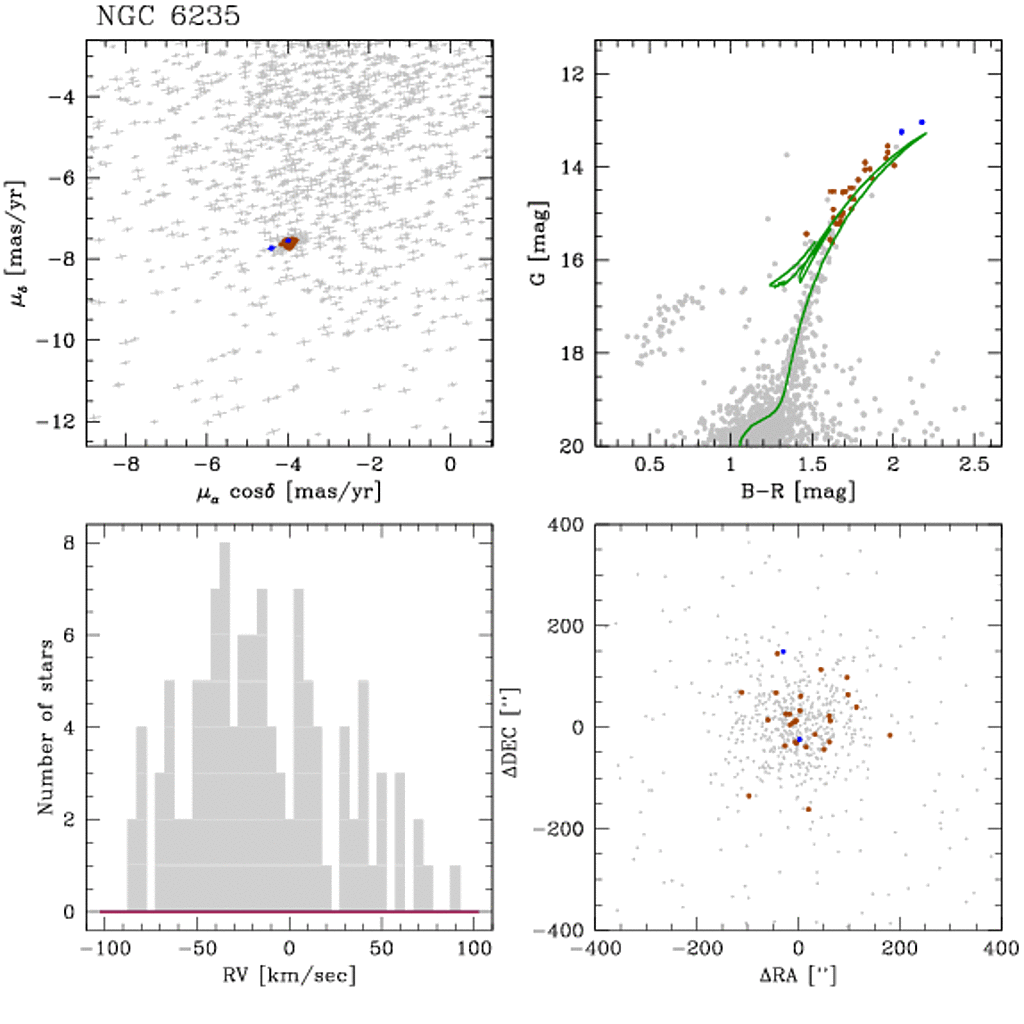 NGC 6235
−4
−6
−8
−10
−12
μδ [mas/yr]
−8 −6 −4 −2 0
μα cosδ [mas/yr]
12
14
16
18
20
G [mag]
0.5 1 1.5 2 2.5
B−R [mag]
8
6
4
2
0
Number of stars
−100 −50 0 50 100
RV [km/sec]
400
200
0
−200
−400
ΔDEC ["]
−400 −200 0 200 400
ΔRA ["]